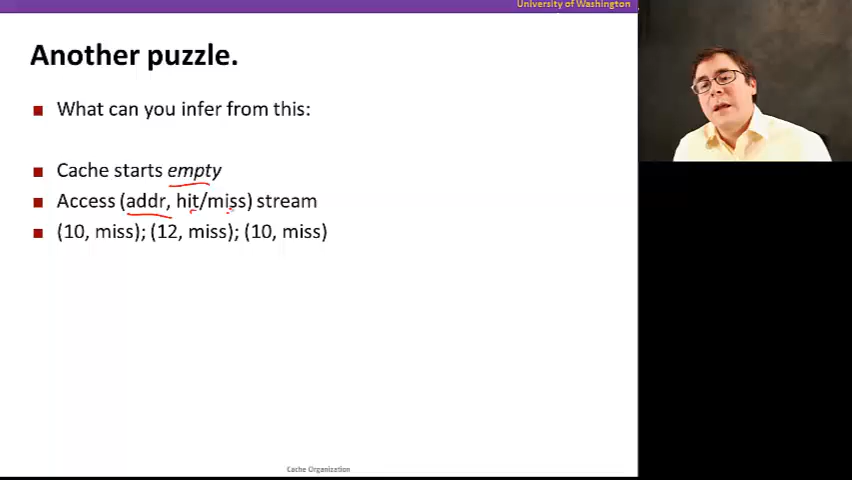 University of Washington
Another puzzle.
What can you infer from this:
Cache starts empty
Access (addr, hit/miss) stream
(10, miss); (12, miss); (10, miss)
Cache Organization